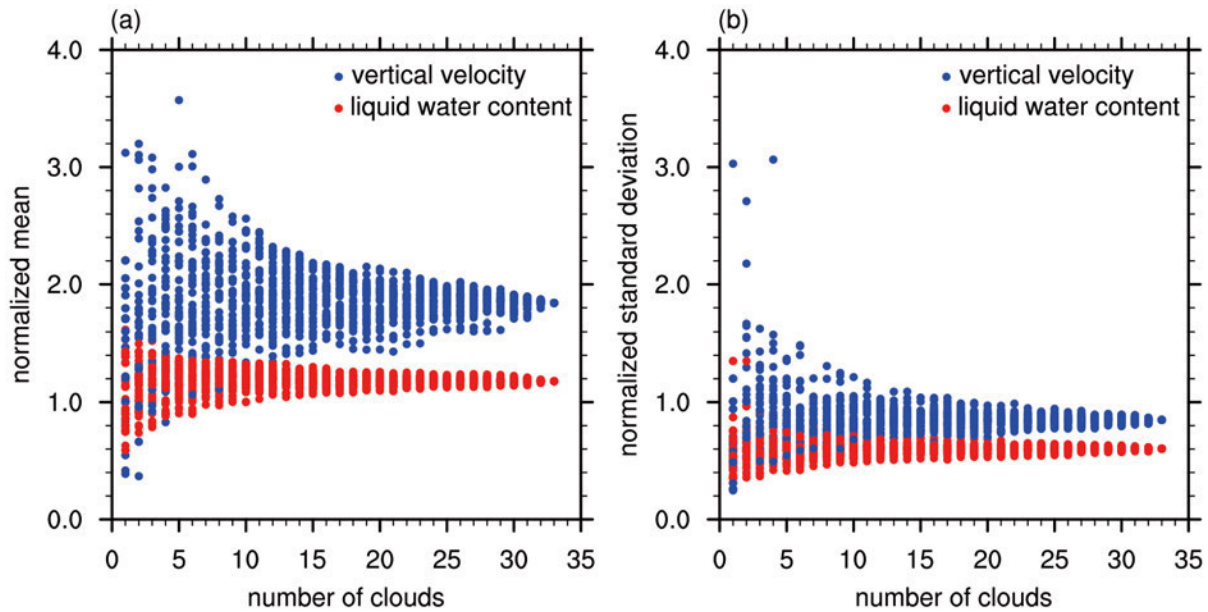 (a)
4.0
3.0
2.0
1.0
0.0
normalized mean
vertical velocity
liquid water content
0 5 10 15 20 25 30 35
number of clouds
(b)
4.0
3.0
2.0
1.0
0.0
normalized standard deviation
vertical velocity
liquid water content
0 5 10 15 20 25 30 35
number of clouds